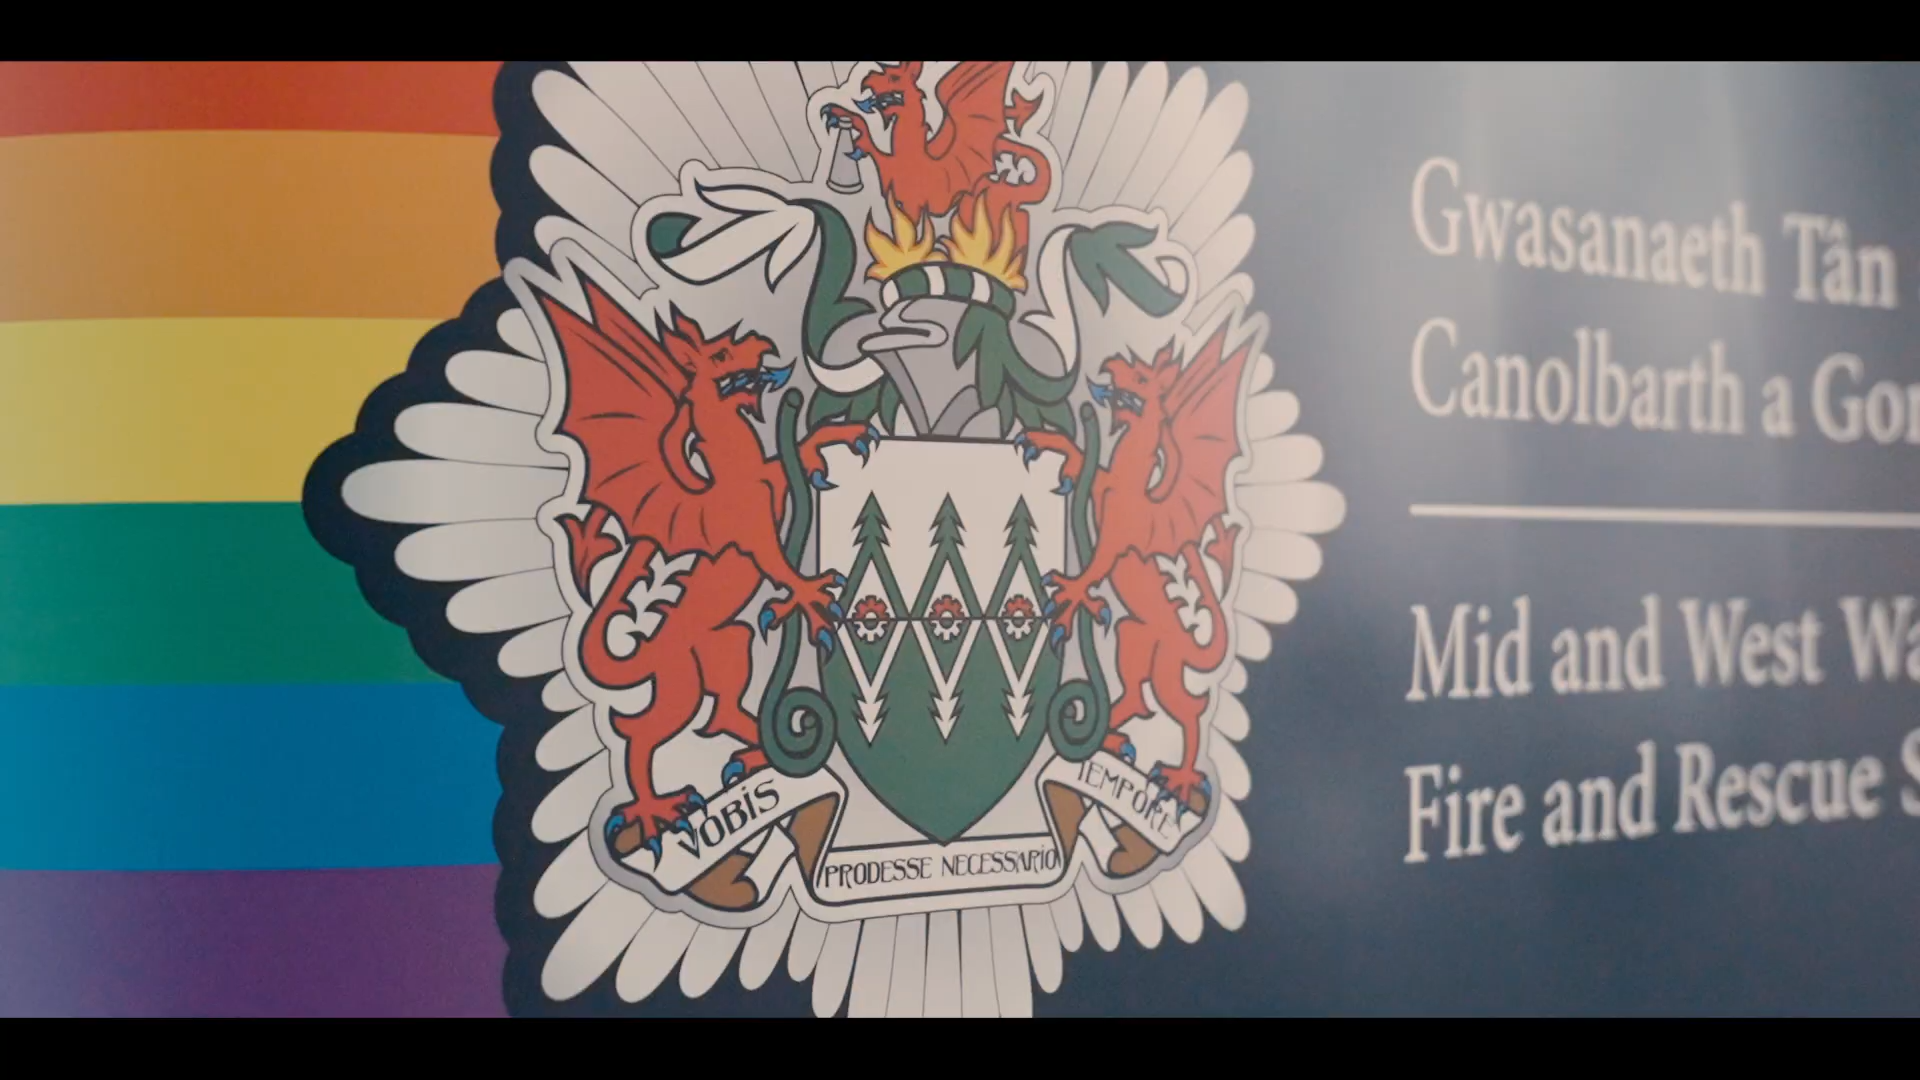 Gwasanaeth Tân
Canolbarth a Gor
Mid and West Wa
Fire and Rescue S
VOBIS
PRODESSE NECESSARIO
TEMPORE